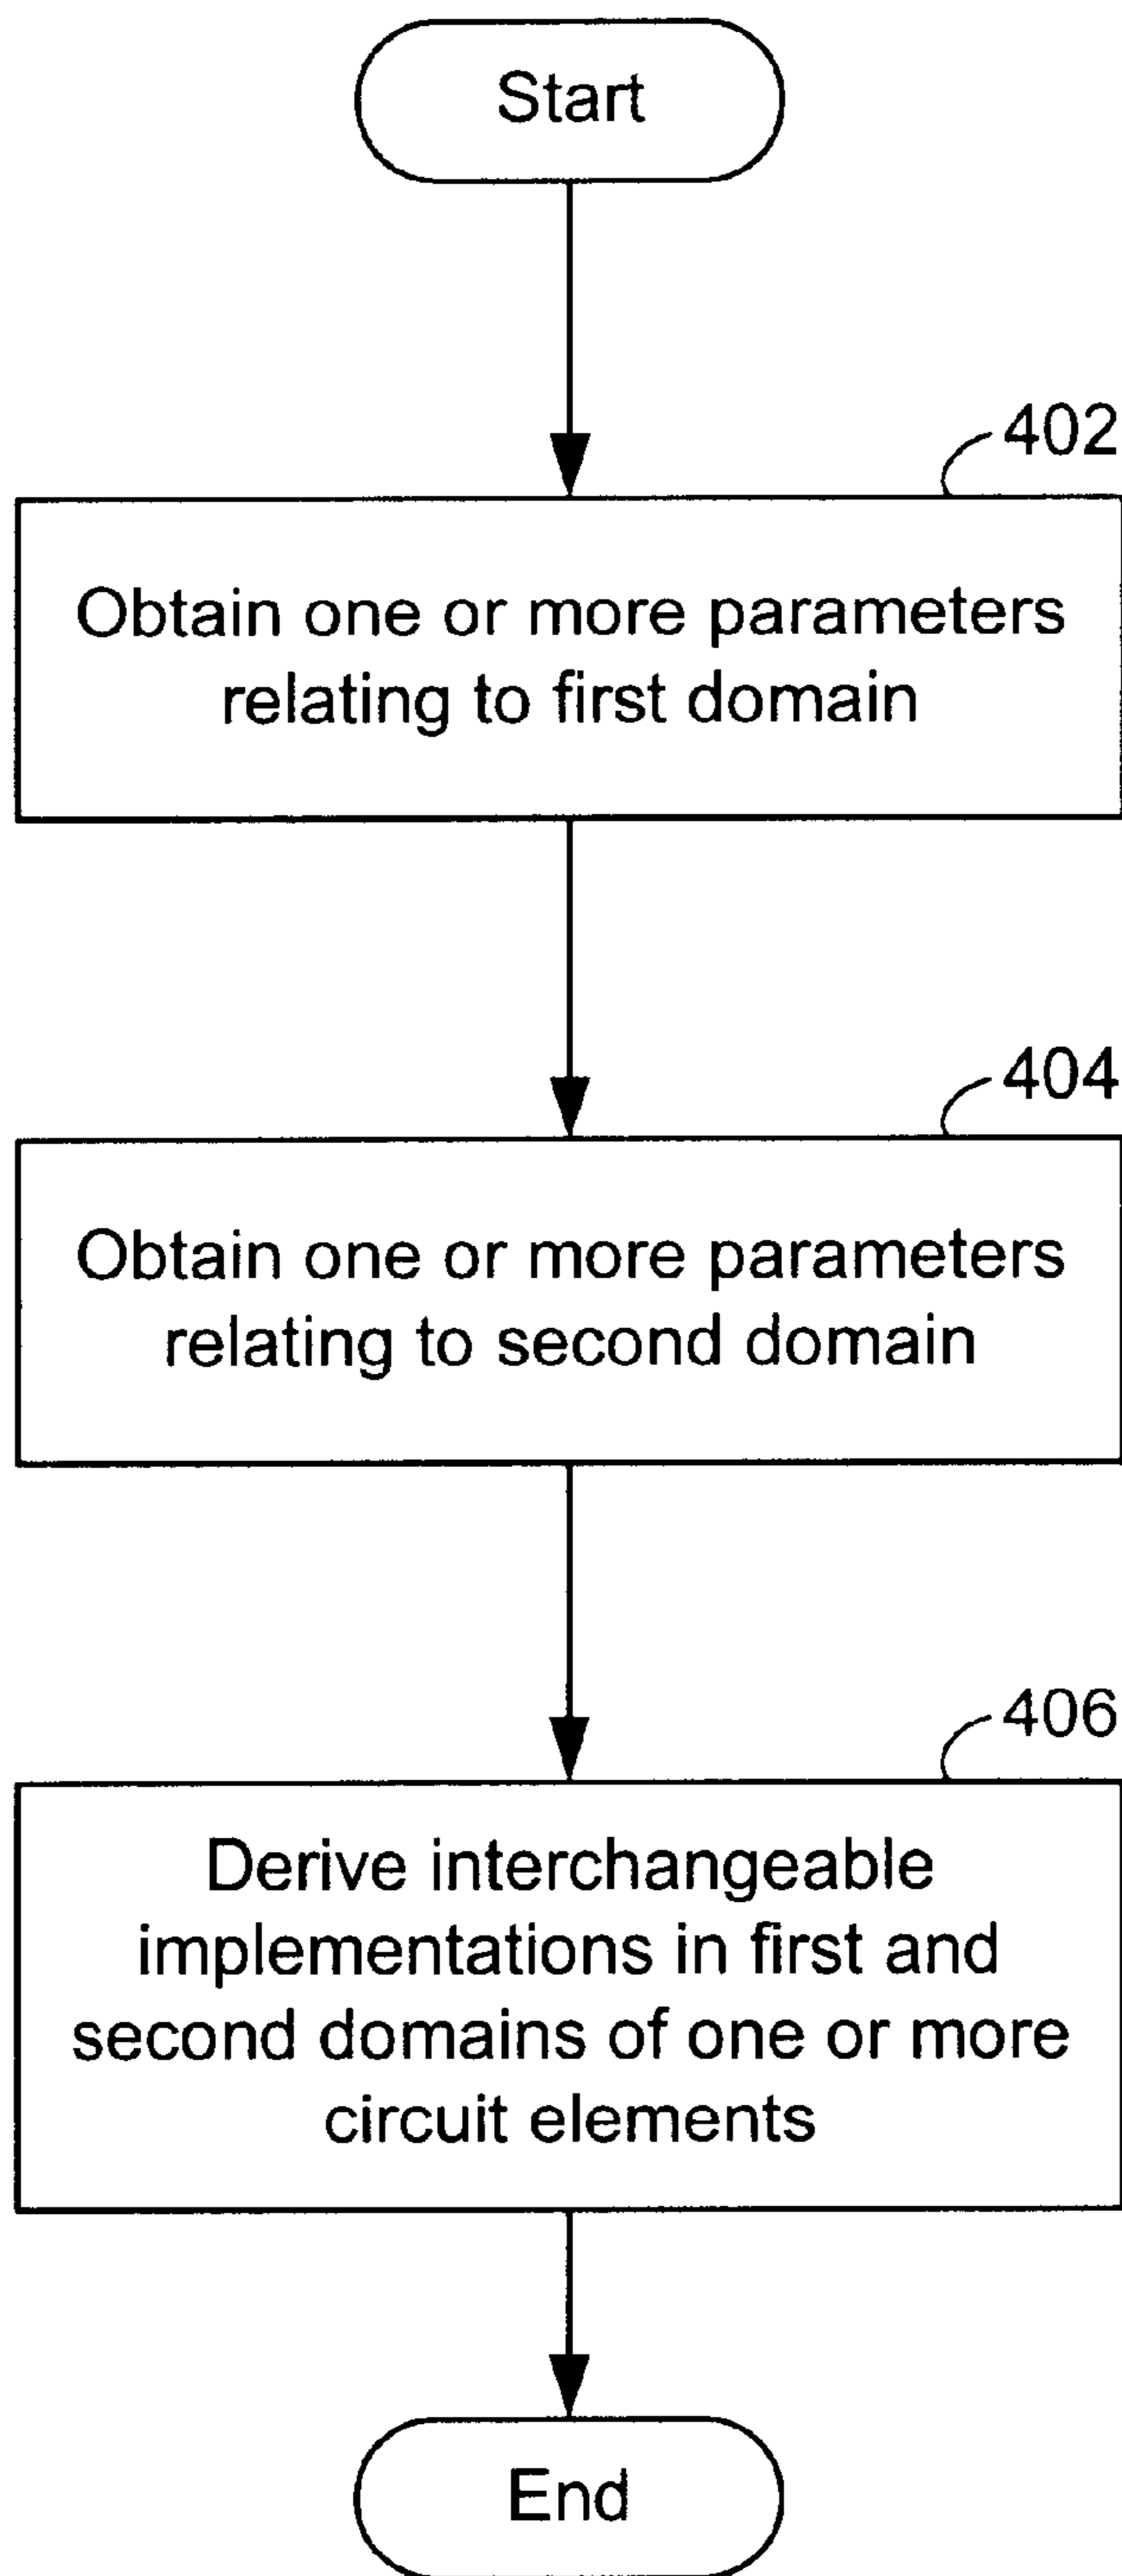 Start
402
Obtain one or more parameters
relating to first domain
404
Obtain one or more parameters
relating to second domain
406
Derive interchangeable
implementations in first and
second domains of one or more
circuit elements
End